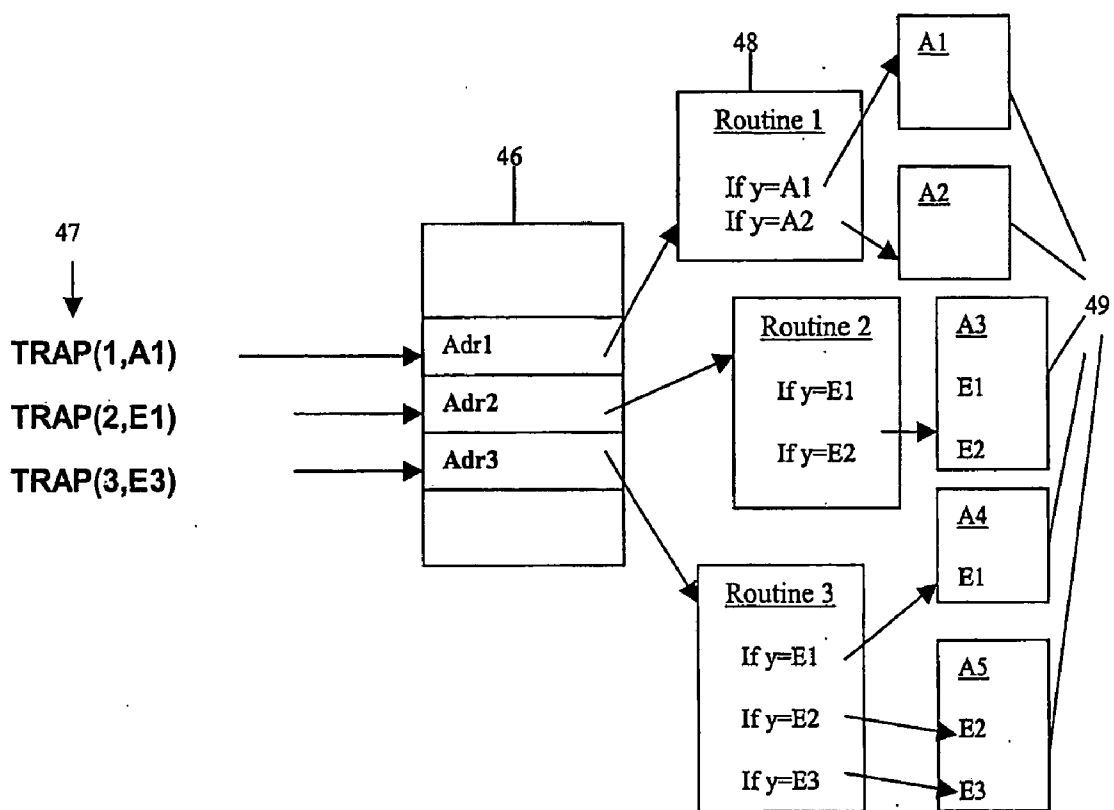 47
TRAP(1,A1)
TRAP(2,E1)
TRAP(3,E3)
46
Adr1
Adr2
Adr3
48
Routine 1
If y=A1
If y=A2
Routine 2
If y=E1
If y=E2
Routine 3
If y=E1
If y=E2
If y=E3
A1
A2
A3
E1
E2
A4
E1
A5
E2
E3
49